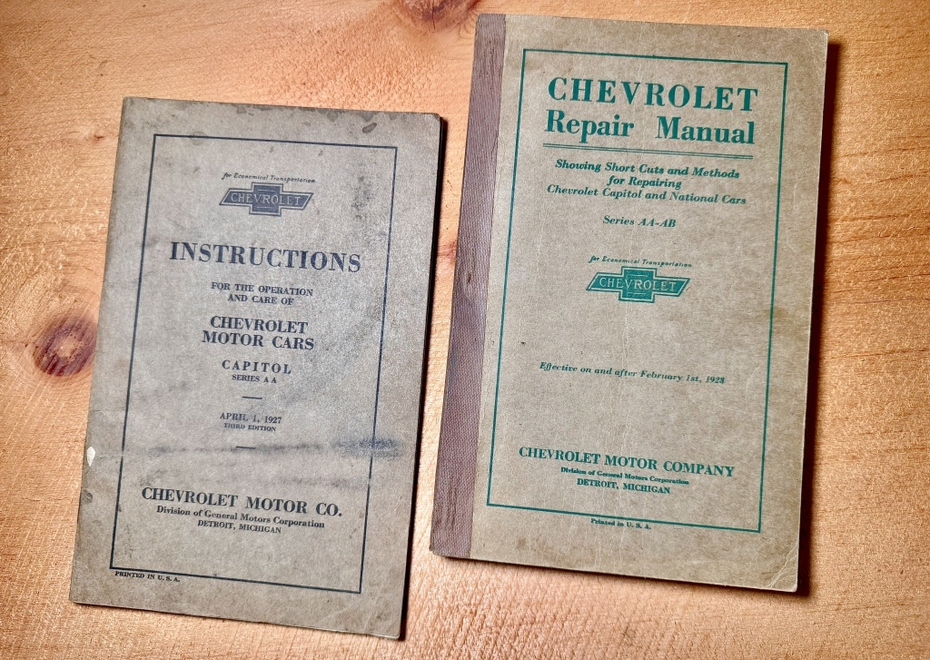 for Economical Transportation
CHEVROLET
INSTRUCTIONS
FOR THE OPERATION
AND CARE OF
CHEVROLET
MOTOR CARS
CAPITOL
SERIES AA
APRIL 1, 1927
THIRD EDITION
CHEVROLET MOTOR CO.
Division of General Motors Corporation
DETROIT, MICHIGAN
PRINTED IN U. S. A.
CHEVROLET
Repair Manual
Showing Short Cuts and Methods
for Repairing
Chevrolet Capitol and National Cars
Series AA-AB
for Economical Transportation
CHEVROLET
Effective on and after February 1st, 1928
CHEVROLET MOTOR COMPANY
Division of General Motors Corporation
DETROIT, MICHIGAN
Printed in U. S. A.